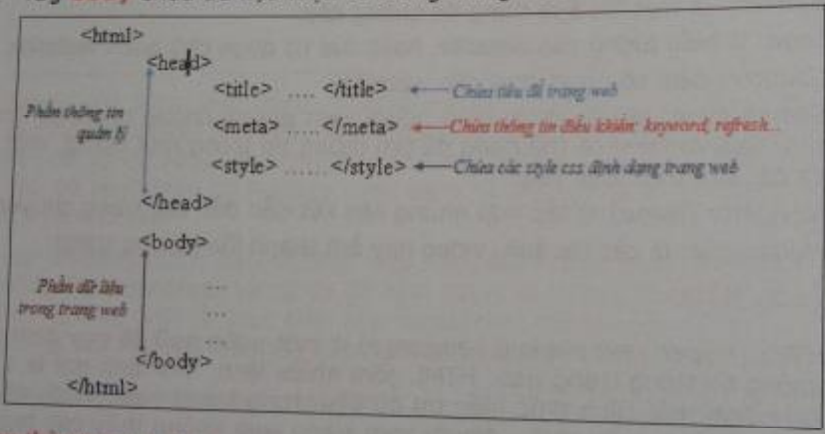 <html>
<head>
<title> .... </title> Chứa tiêu đề trang web
Phần thông tin
quản lý
<meta> ......</meta> Chứa thông tin điều khiển: keyword, refresh...
<style> .......</style> Chứa các style css định dạng trang web
</head>
<body>
Phần dữ liệu
trong trang web
...
...
</body>
</html>